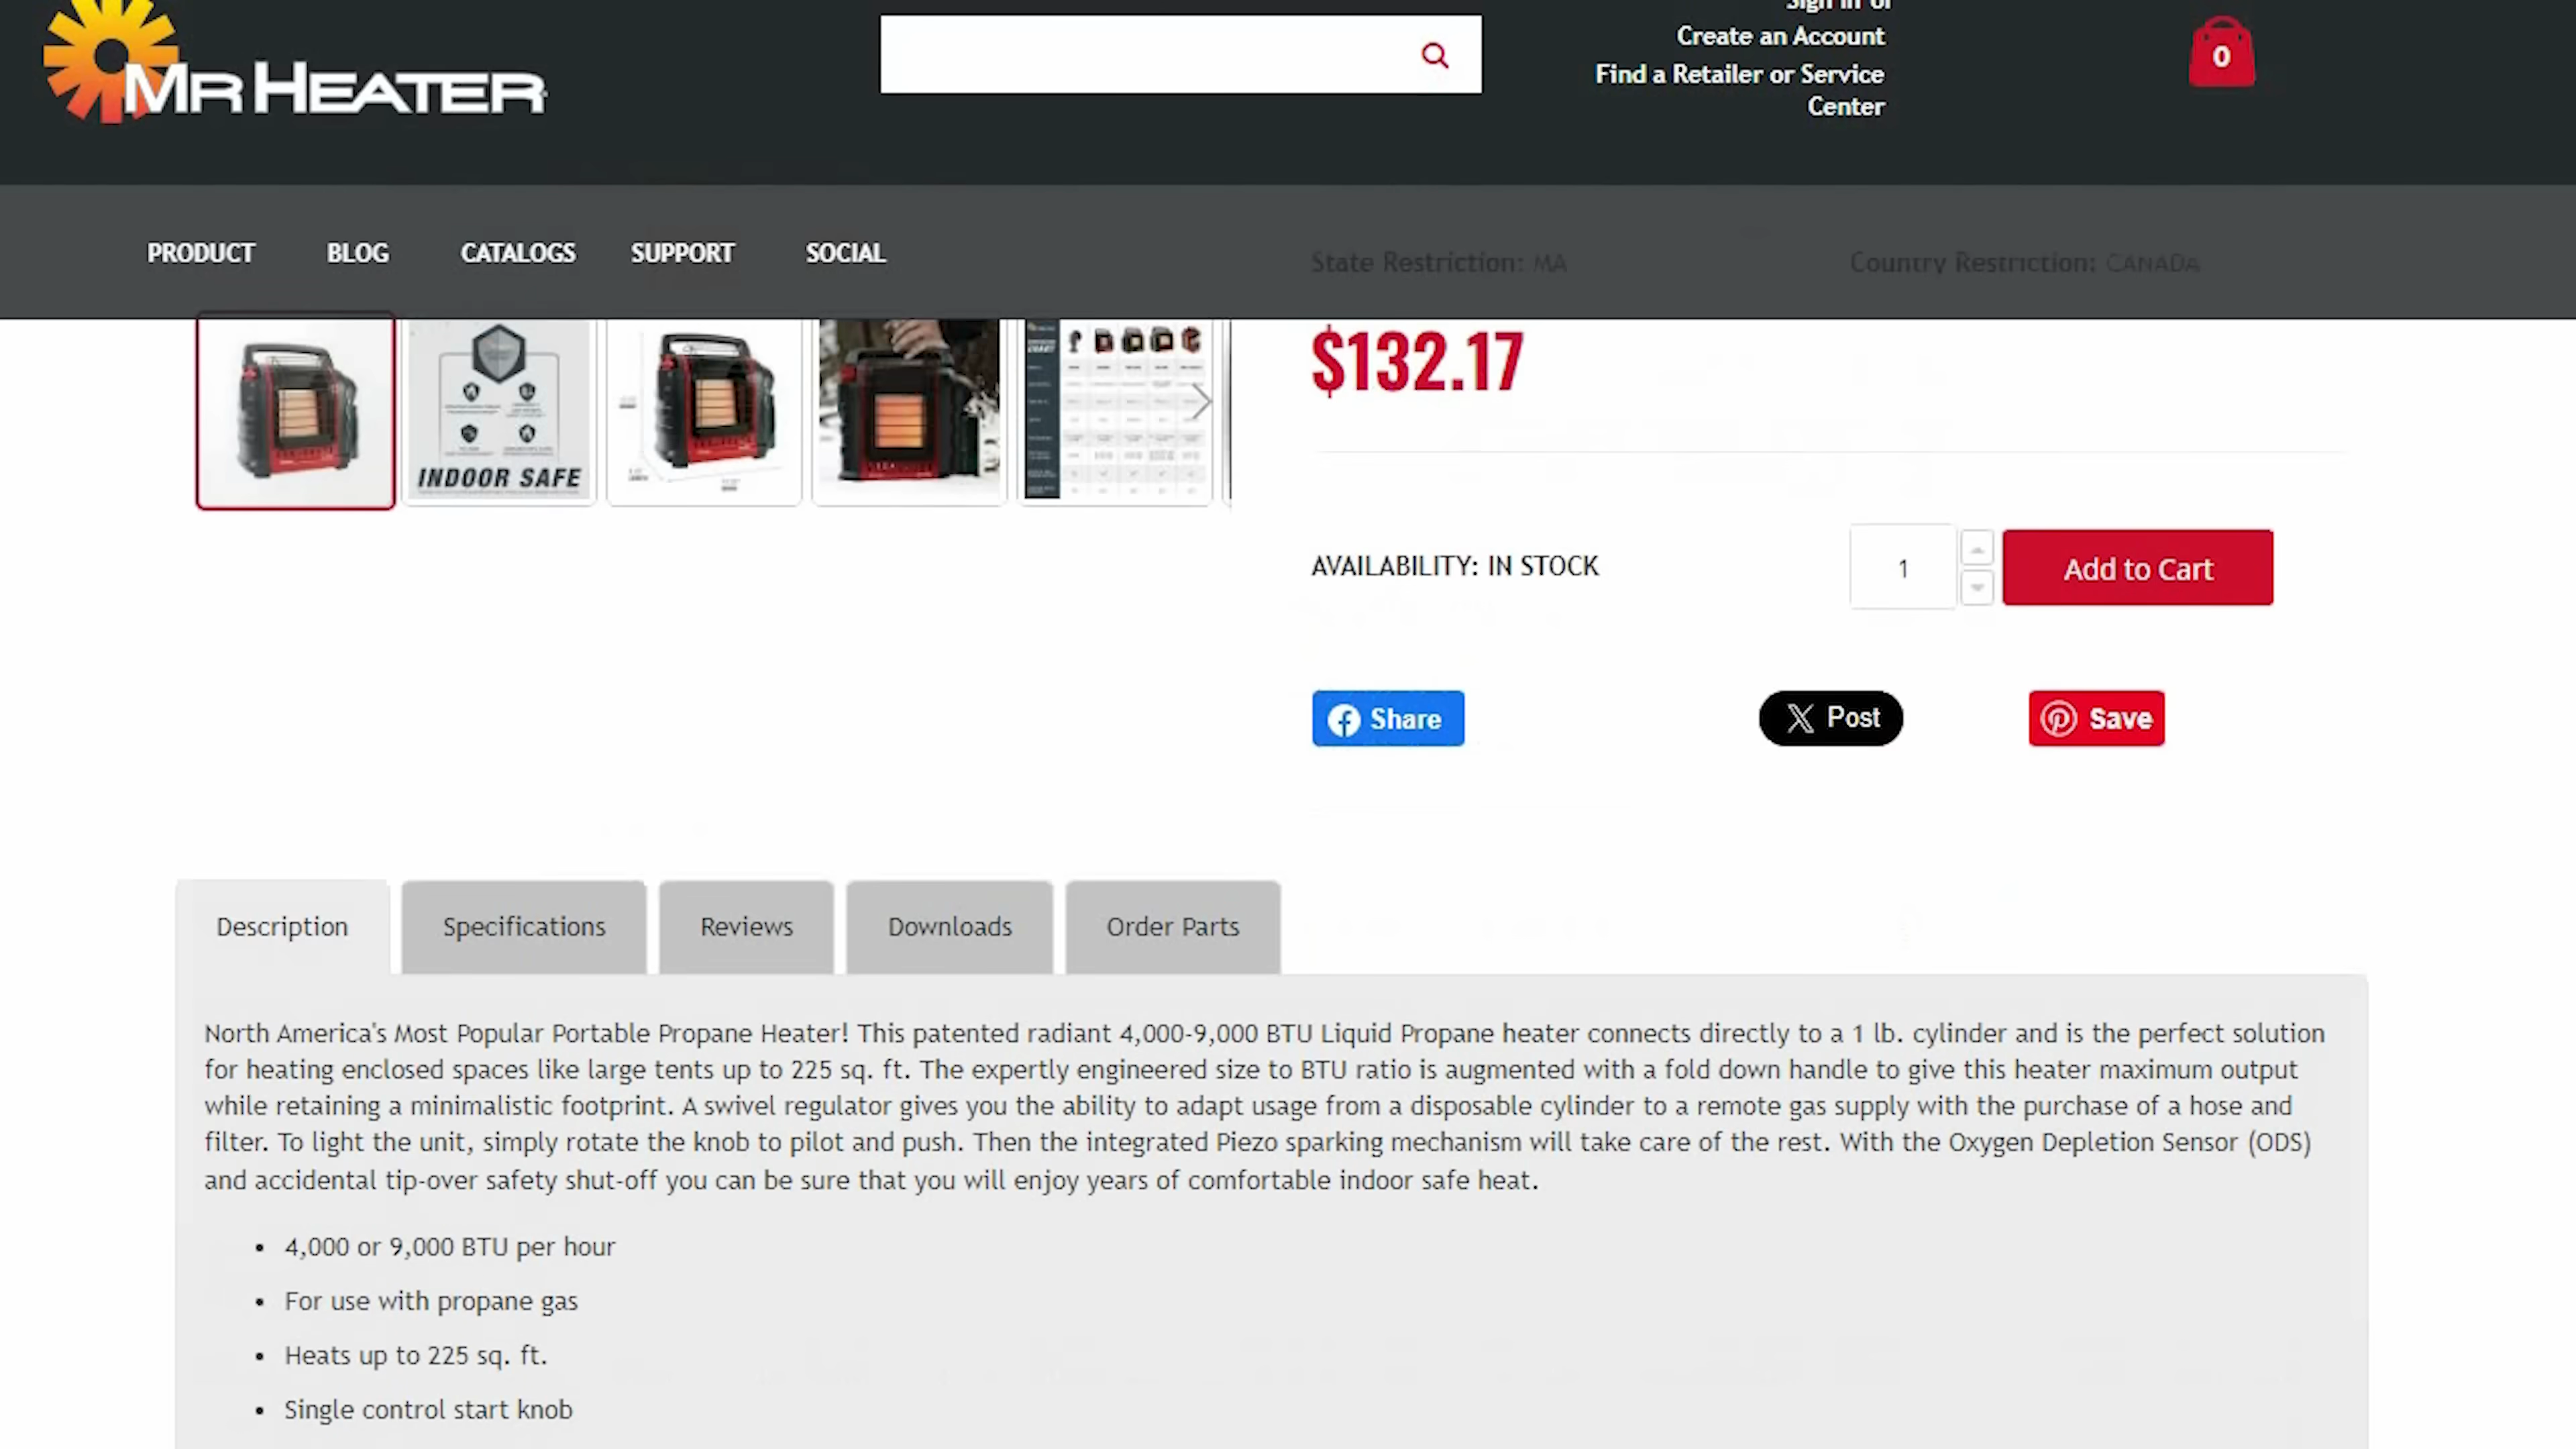 Sign in or
Create an Account
Find a Retailer or Service
Center
0
MR HEATER
PRODUCT BLOG CATALOGS SUPPORT SOCIAL
State Restriction: MA Country Restriction: CANADA
INDOOR SAFE
$132.17
AVAILABILITY: IN STOCK
1
Add to Cart
Share
Post
Save
Description Specifications Reviews Downloads Order Parts
North America's Most Popular Portable Propane Heater! This patented radiant 4,000-9,000 BTU Liquid Propane heater connects directly to a 1 lb. cylinder and is the perfect solution
for heating enclosed spaces like large tents up to 225 sq. ft. The expertly engineered size to BTU ratio is augmented with a fold down handle to give this heater maximum output
while retaining a minimalistic footprint. A swivel regulator gives you the ability to adapt usage from a disposable cylinder to a remote gas supply with the purchase of a hose and
filter. To light the unit, simply rotate the knob to pilot and push. Then the integrated Piezo sparking mechanism will take care of the rest. With the Oxygen Depletion Sensor (ODS)
and accidental tip-over safety shut-off you can be sure that you will enjoy years of comfortable indoor safe heat.
• 4,000 or 9,000 BTU per hour
• For use with propane gas
• Heats up to 225 sq. ft.
• Single control start knob